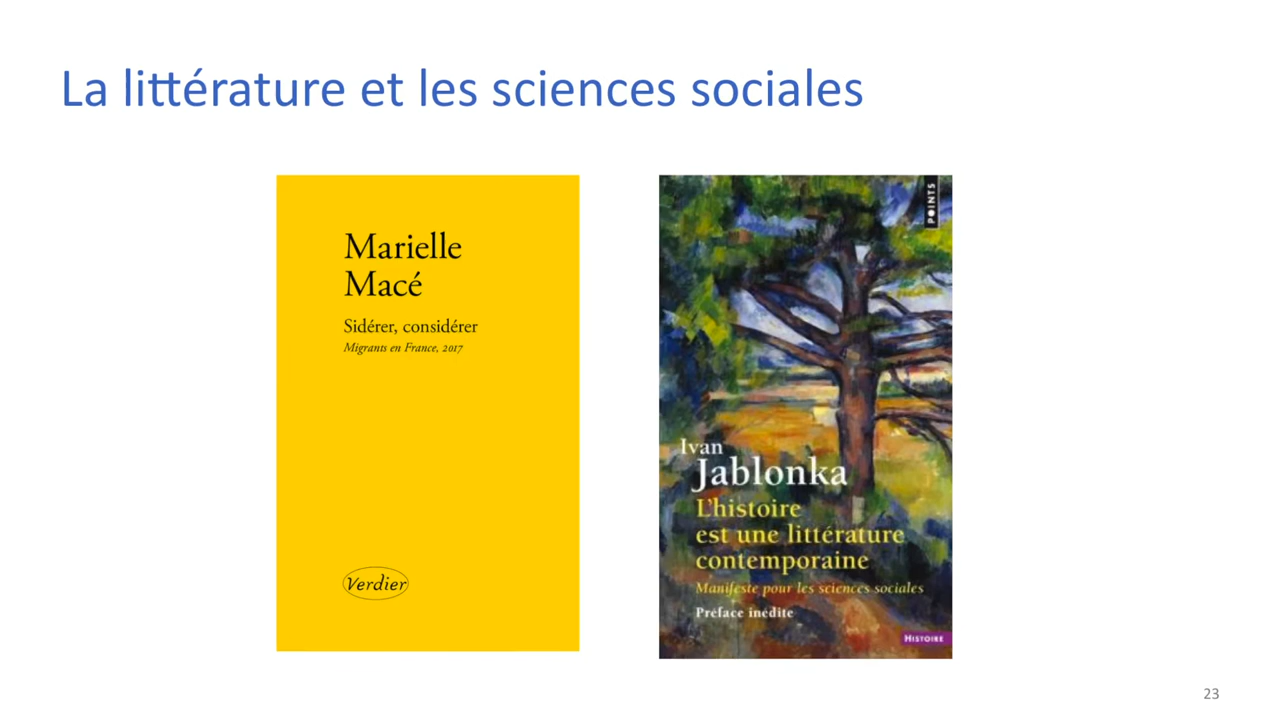 La littérature et les sciences sociales
Marielle
Macé
Sidérer, considérer
Migrants en France, 2017
Verdier
POINTS
Ivan
Jablonka
L'histoire
est une littérature
contemporaine
Manifeste pour les sciences sociales
Préface inédite
HISTOIRE
23